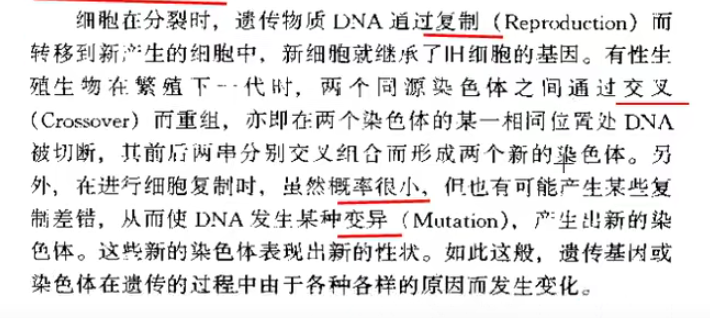 细胞在分裂时，遗传物质 DNA 通过复制（Reproduction）而
转移到新产生的细胞中，新细胞就继承了IH细胞的基因。有性生
殖生物在繁殖下一代时，两个同源染色体之间通过交叉
(Crossover) 而重组，亦即在两个染色体的某一相同位置处 DNA
被切断，其前后两串分别交叉组合而形成两个新的染色体。另
外，在进行细胞复制时，虽然概率很小，但也有可能产生某些复
制差错，从而使 DNA 发生某种变异（Mutation），产生出新的染
色体。这些新的染色体表现出新的性状。如此这般，遗传基因或
染色体在遗传的过程中由于各种各样的原因而发生变化。